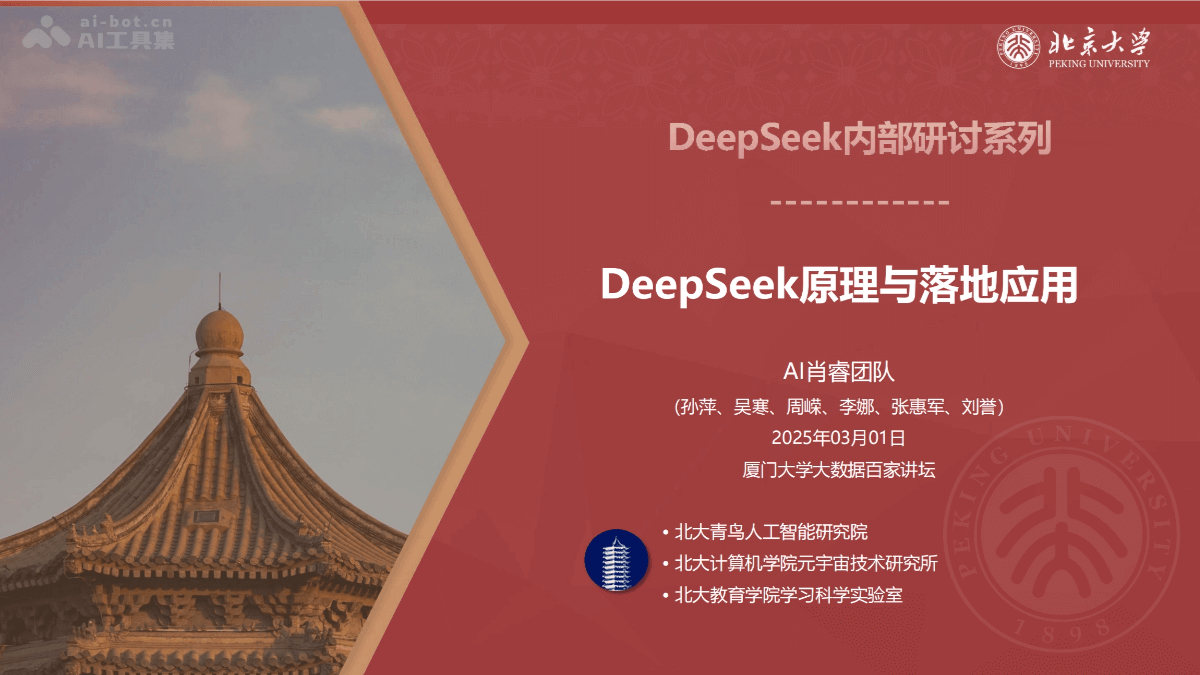 ai-bot.cn
AI工具集
北京大学
PEKING UNIVERSITY
DeepSeek内部研讨系列
DeepSeek原理与落地应用
AI肖睿团队
(孙萍、吴寒、周嵘、李娜、张惠军、刘誉）
2025年03月01日
厦门大学大数据百家讲坛
• 北大青鸟人工智能研究院
• 北大计算机学院元宇宙技术研究所
• 北大教育学院学习科学实验室
PEKING UNIVERSITY
1898